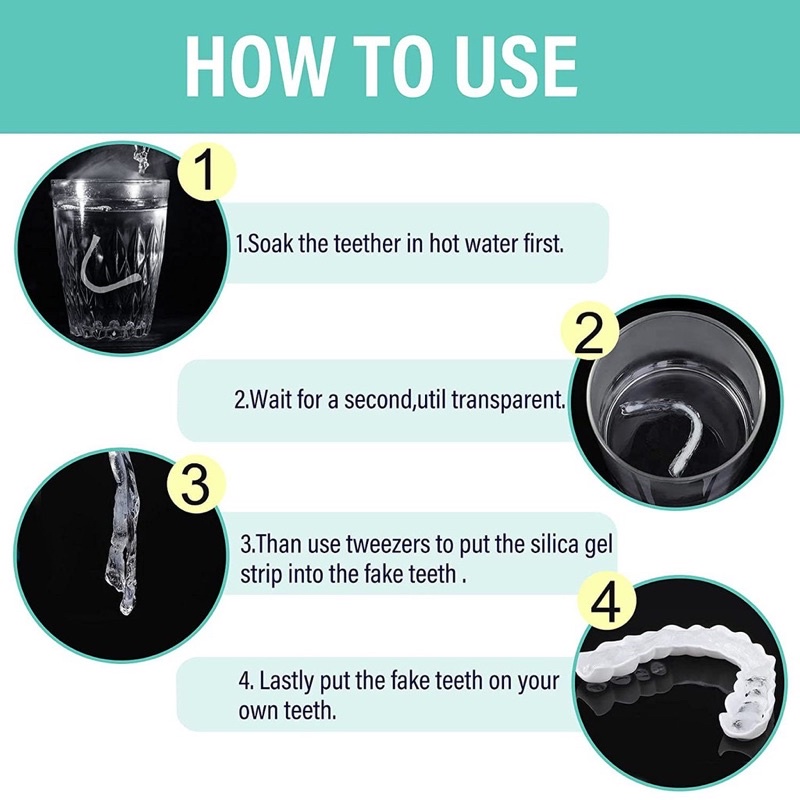 HOW TO USE
1
1.Soak the teether in hot water first.
2
2.Wait for a second,util transparent.
3
3.Than use tweezers to put the silica gel
strip into the fake teeth .
4
4. Lastly put the fake teeth on your
own teeth.